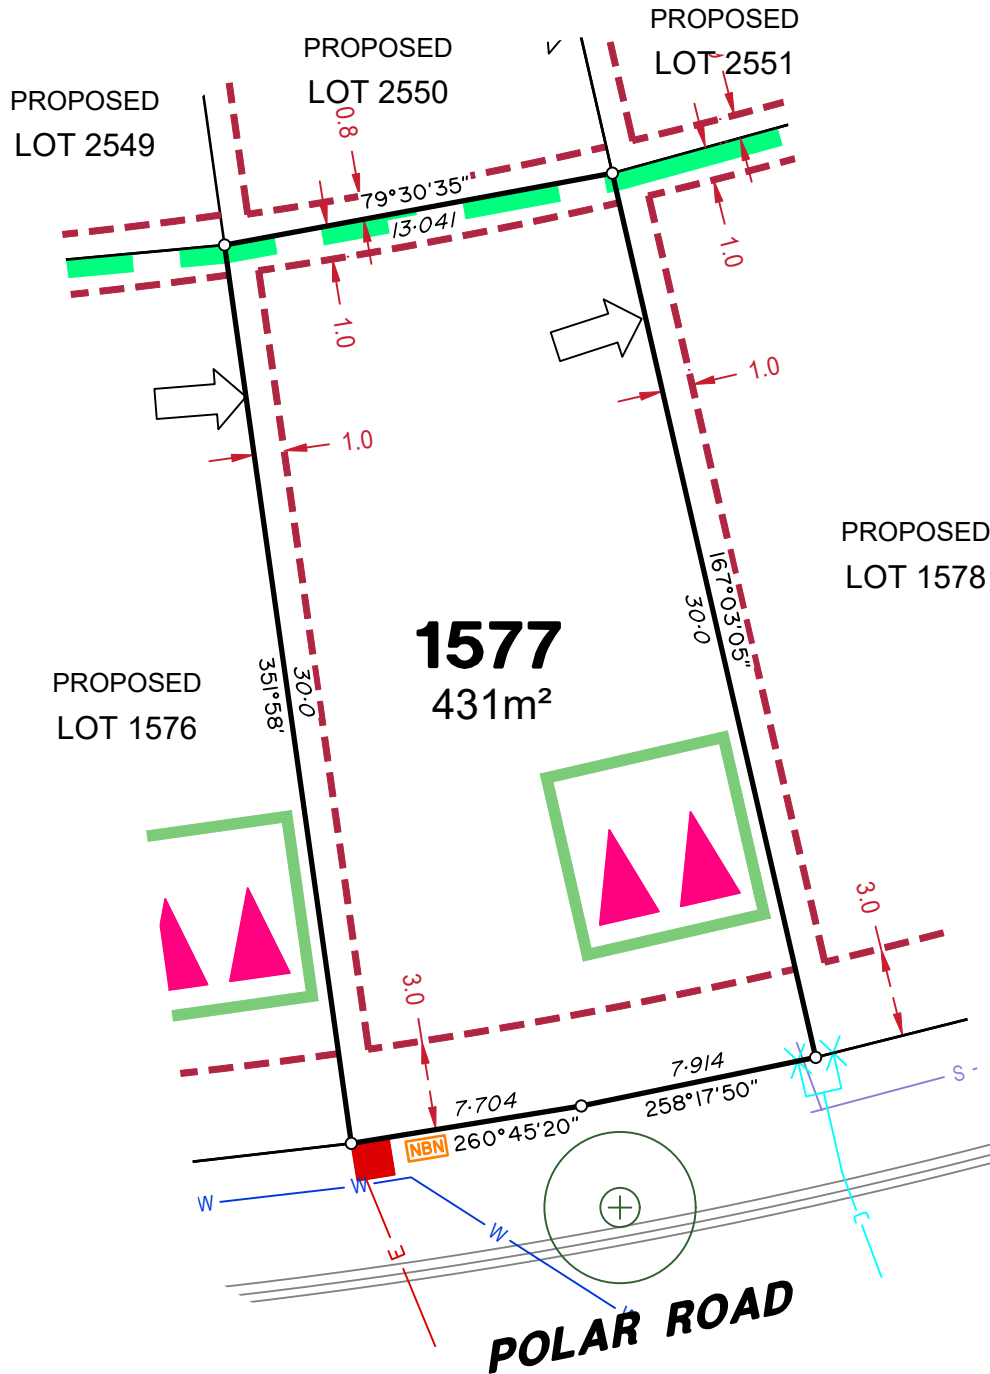 PROPOSED
LOT 2551
PROPOSED
LOT 2550
PROPOSED
LOT 2549
0.8
79°30'35"
13·041
1.0
1.0
1.0
1.0
PROPOSED
LOT 1578
167°03'05"
30·0
1577
431m²
351°58'
30·0
PROPOSED
LOT 1576
3.0
3.0
7·914
258°17'50"
7·704
260°45'20"
NBN
S
W
W
W
E
C
POLAR ROAD